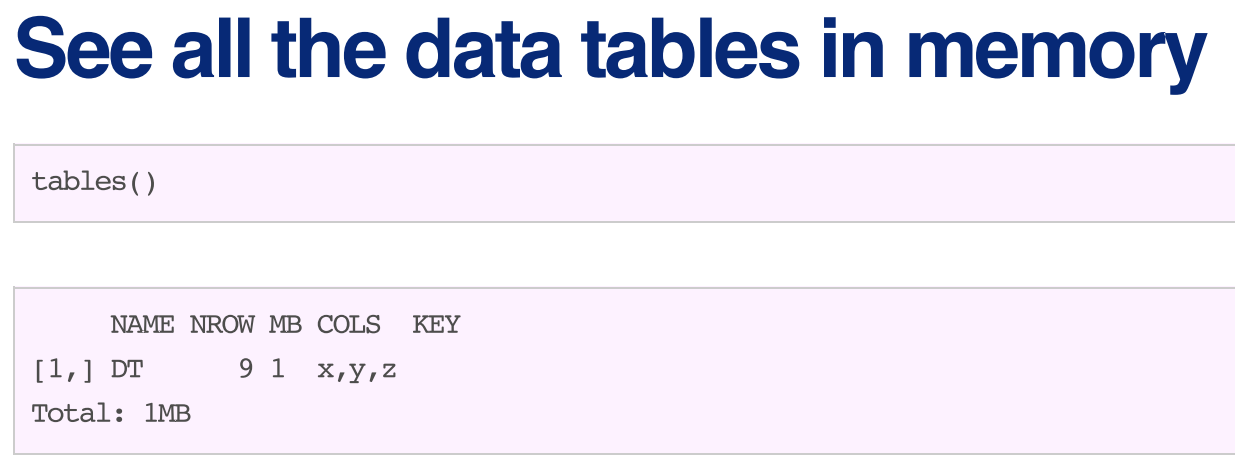 See all the data tables in memory
tables()
     NAME NROW MB COLS  KEY
[1,] DT      9 1  x,y,z
Total: 1MB